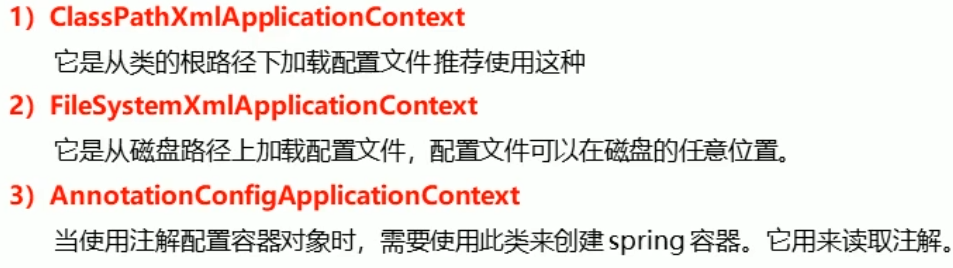 1）ClassPathXmlApplicationContext
它是从类的根路径下加载配置文件推荐使用这种
2）FileSystemXmlApplicationContext
它是从磁盘路径上加载配置文件，配置文件可以在磁盘的任意位置。
3）AnnotationConfigApplicationContext
当使用注解配置容器对象时，需要使用此类来创建 spring 容器。它用来读取注解。